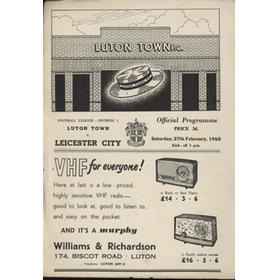 LUTON TOWN F.C.
FOOTBALL LEAGUE - DIVISION 1
LUTON TOWN
v.
LEICESTER CITY
Official Programme
PRICE 3d.
Saturday, 27th February, 1960
Kick-off 3 p.m.
VHF for everyone!
Here at last is a low-priced,
highly sensitive VHF radio—
good to look at, good to listen to,
and easy on the pocket.
AND IT'S A murphy
in Black or Red Plastic
£14 · 3 · 6
Williams & Richardson
174, BISCOT ROAD - LUTON
Telephone: LUTON
in walnut veneer
£16 · 5 · 6